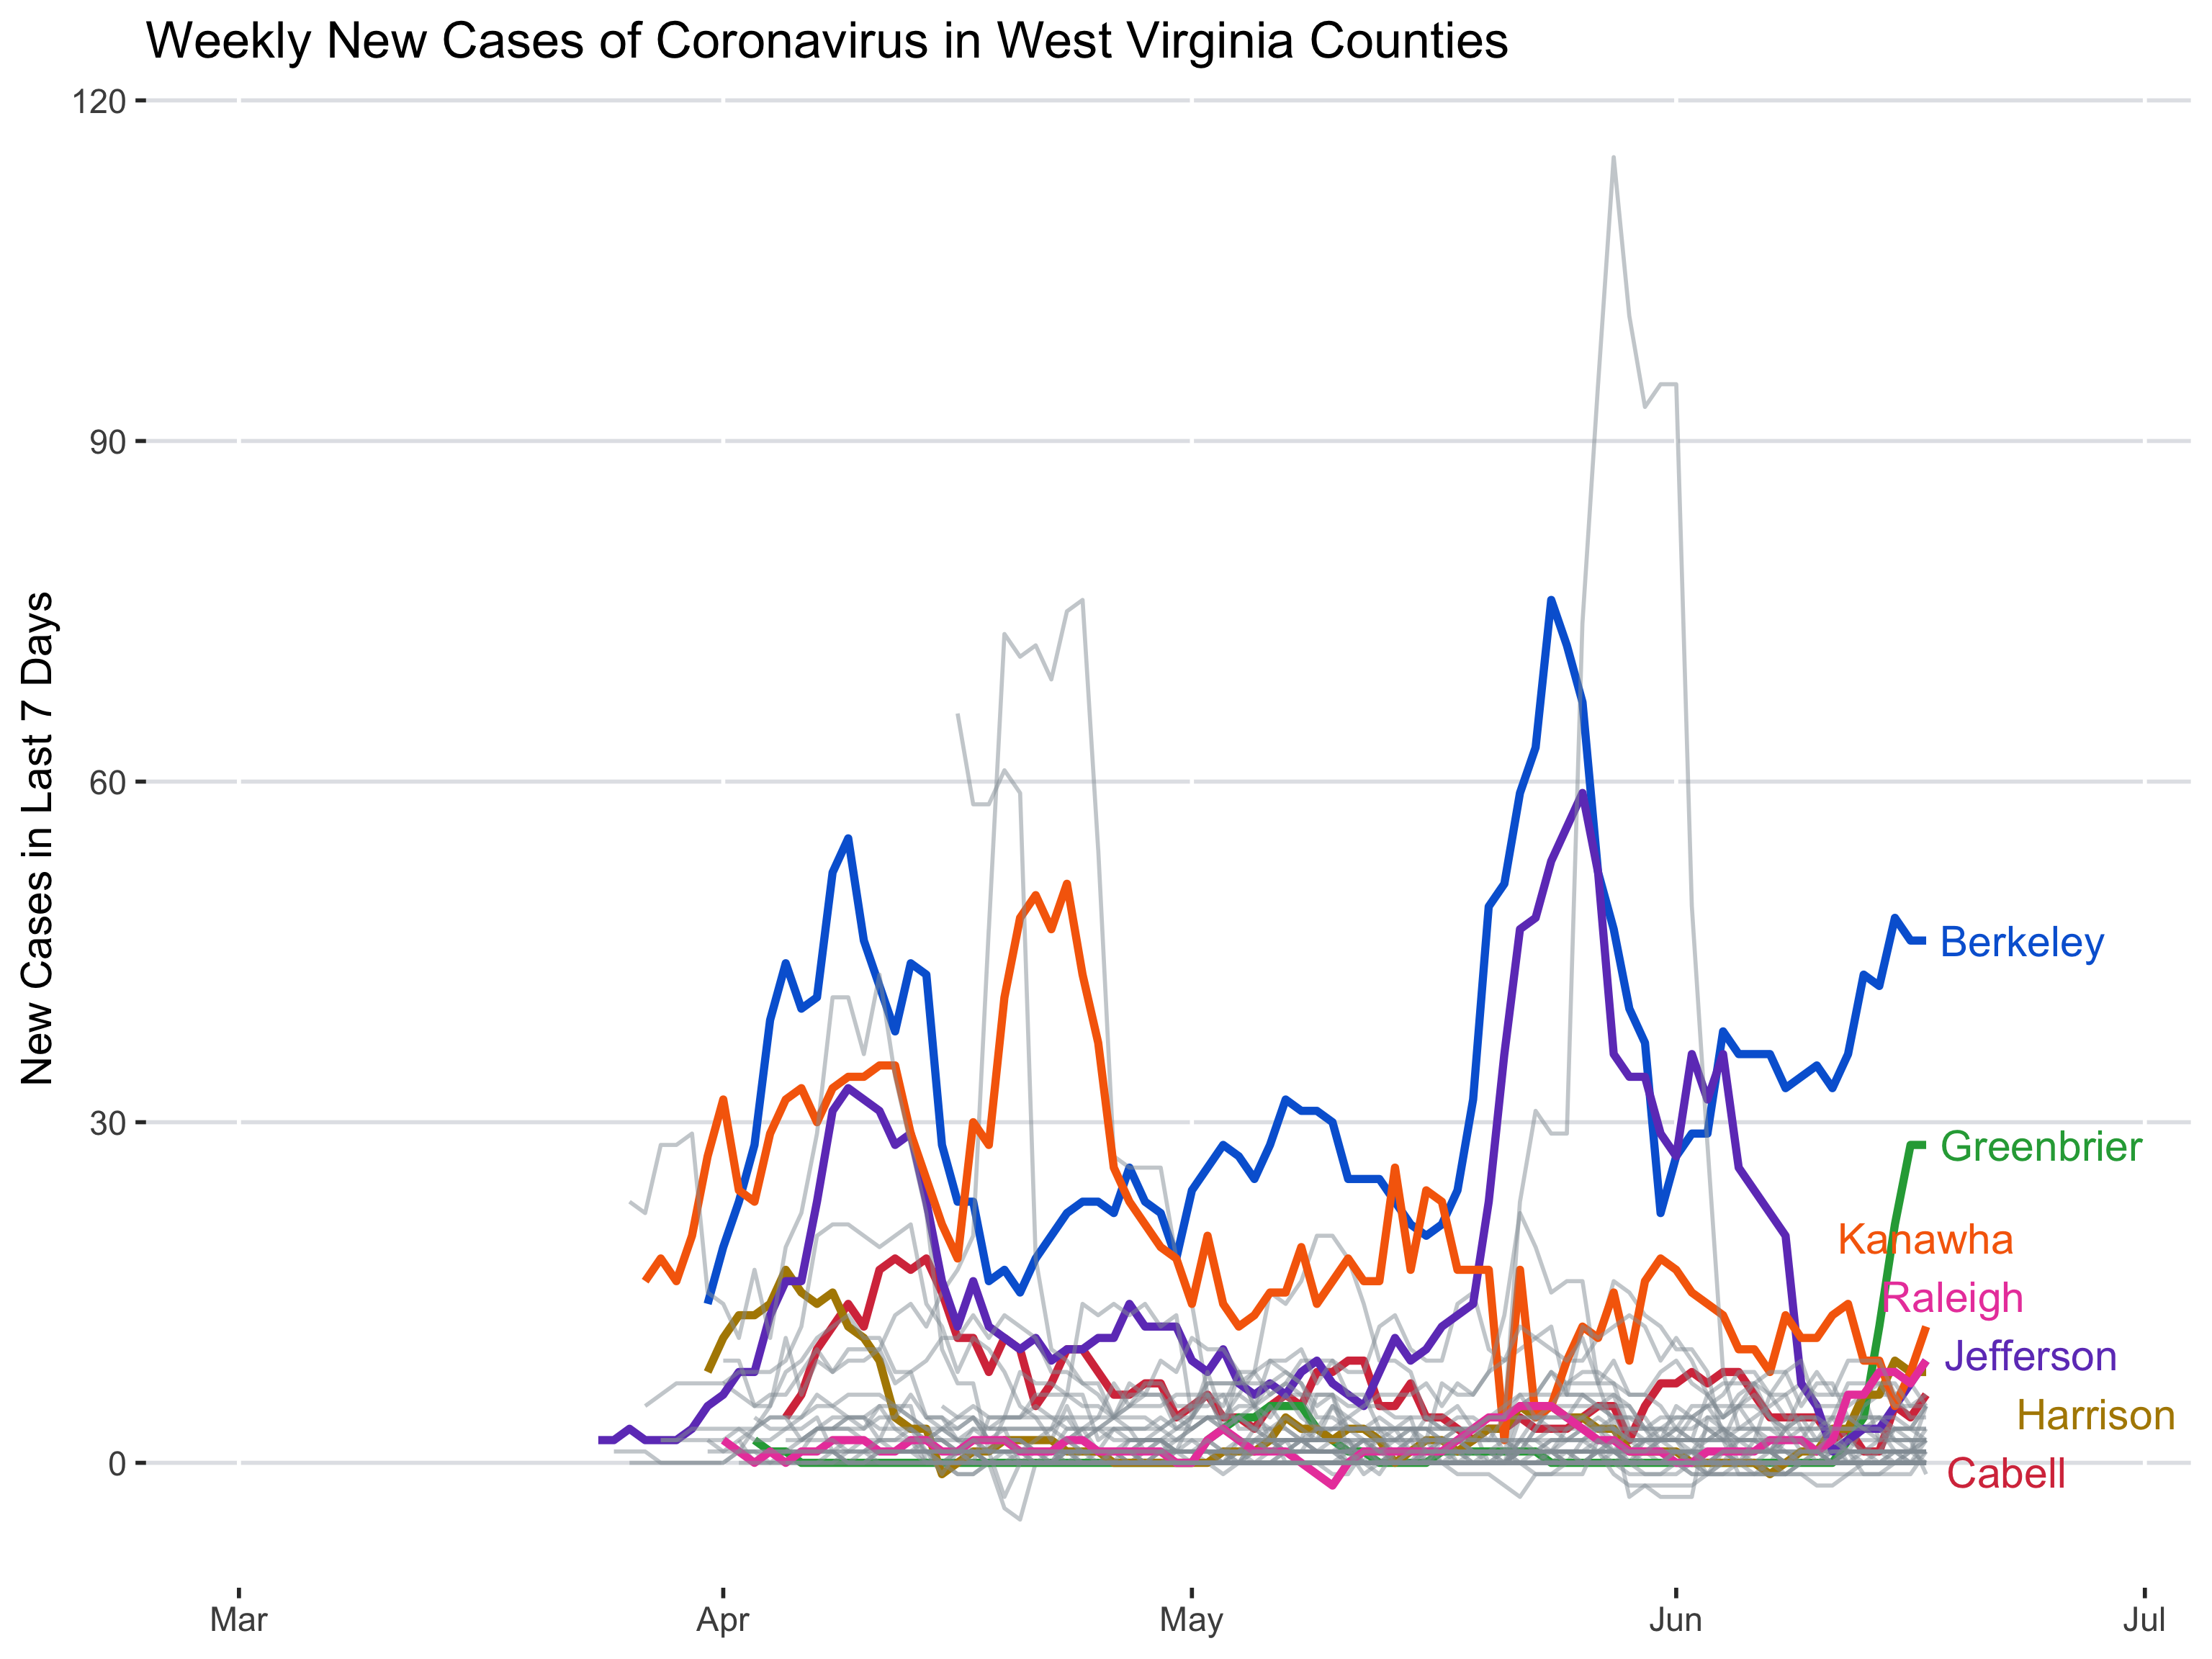 Weekly New Cases of Coronavirus in West Virginia Counties
120
90
60
30
0
New Cases in Last 7 Days
Berkeley
Greenbrier
Kanawha
Raleigh
Jefferson
Harrison
Cabell
Mar
Apr
May
Jun
Jul